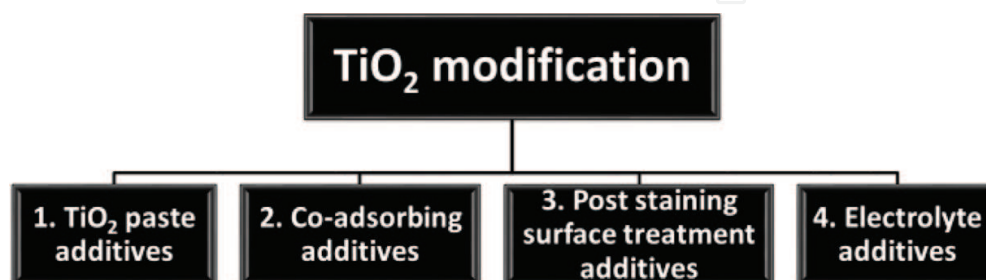 TiO₂ modification
1. TiO₂ paste
additives
2. Co-adsorbing
additives
3. Post staining
surface treatment
additives
4. Electrolyte
additives